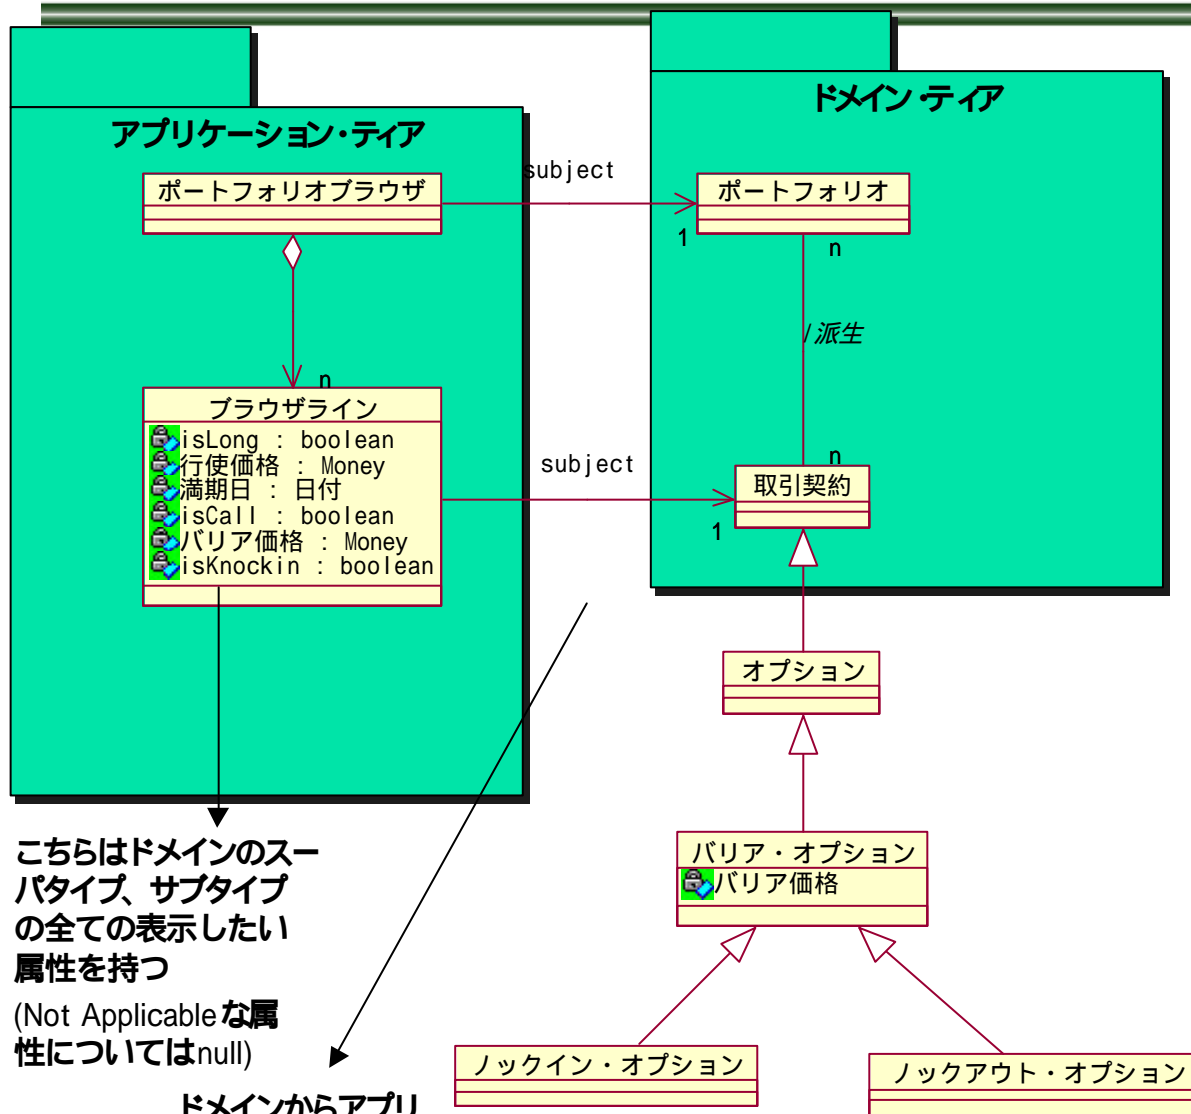 アプリケーション・ティア
ポートフォリオブラウザ
n
ブラウザライン
isLong : boolean
行使価格 : Money
満期日 : 日付
isCall : boolean
バリア価格 : Money
isKnockin : boolean
subject
subject
ドメイン・ティア
ポートフォリオ
1
n
/派生
n
取引契約
1
オプション
バリア・オプション
バリア価格
ノックイン・オプション
ノックアウト・オプション
こちらはドメインのスー
パタイプ、サブタイプ
の全ての表示したい
属性を持つ
(Not Applicableな属
性についてはnull)
ドメインからアプリ